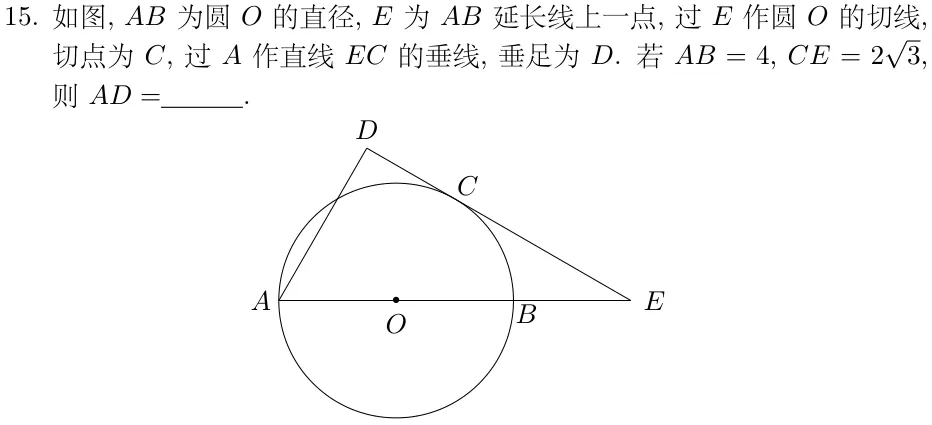 15. 如图, AB 为圆 O 的直径, E 为 AB 延长线上一点, 过 E 作圆 O 的切线,
切点为 C, 过 A 作直线 EC 的垂线, 垂足为 D. 若 AB = 4, CE = 2√3,
则 AD =______.
D
C
A
O
B
E